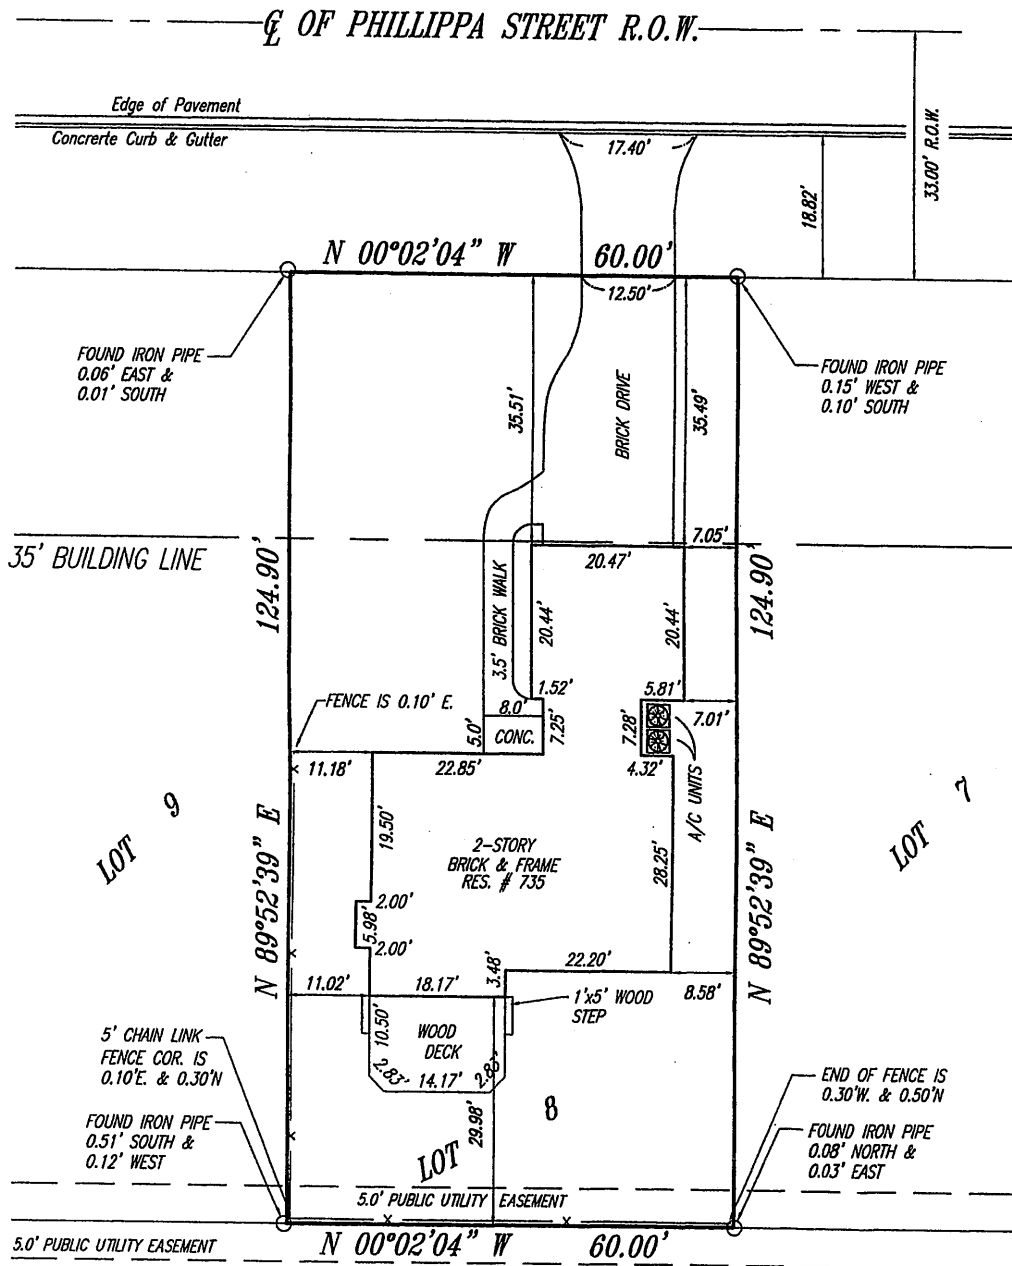 ℄ OF PHILLIPPA STREET R.O.W.
Edge of Pavement
Concrerte Curb & Gutter
17.40'
18.82'
33.00' R.O.W.
N 00°02'04" W 60.00'
12.50'
FOUND IRON PIPE
0.06' EAST &
0.01' SOUTH
FOUND IRON PIPE
0.15' WEST &
0.10' SOUTH
35.51'
BRICK DRIVE
35.49'
35' BUILDING LINE
7.05'
20.47'
124.90'
124.90'
3.5' BRICK WALK
20.44'
20.44'
FENCE IS 0.10' E.
1.52'
5.81'
8.0'
7.01'
5.0'
CONC.
7.25'
7.28'
11.18'
22.85'
4.32'
A/C UNITS
LOT 9
N 89°52'39" E
19.50'
2-STORY
BRICK & FRAME
RES. # 735
28.25'
N 89°52'39" E
LOT 7
2.00'
5.98'
2.00'
11.02'
18.17'
3.48'
22.20'
8.58'
1'x5' WOOD
STEP
10.50'
WOOD
DECK
2.83'
14.17'
2.83'
5' CHAIN LINK
FENCE COR. IS
0.10'E. & 0.30'N
END OF FENCE IS
0.30'W. & 0.50'N
FOUND IRON PIPE
0.51' SOUTH &
0.12' WEST
29.98'
LOT 8
FOUND IRON PIPE
0.08' NORTH &
0.03' EAST
5.0' PUBLIC UTILITY EASEMENT
5.0' PUBLIC UTILITY EASEMENT
N 00°02'04" W 60.00'